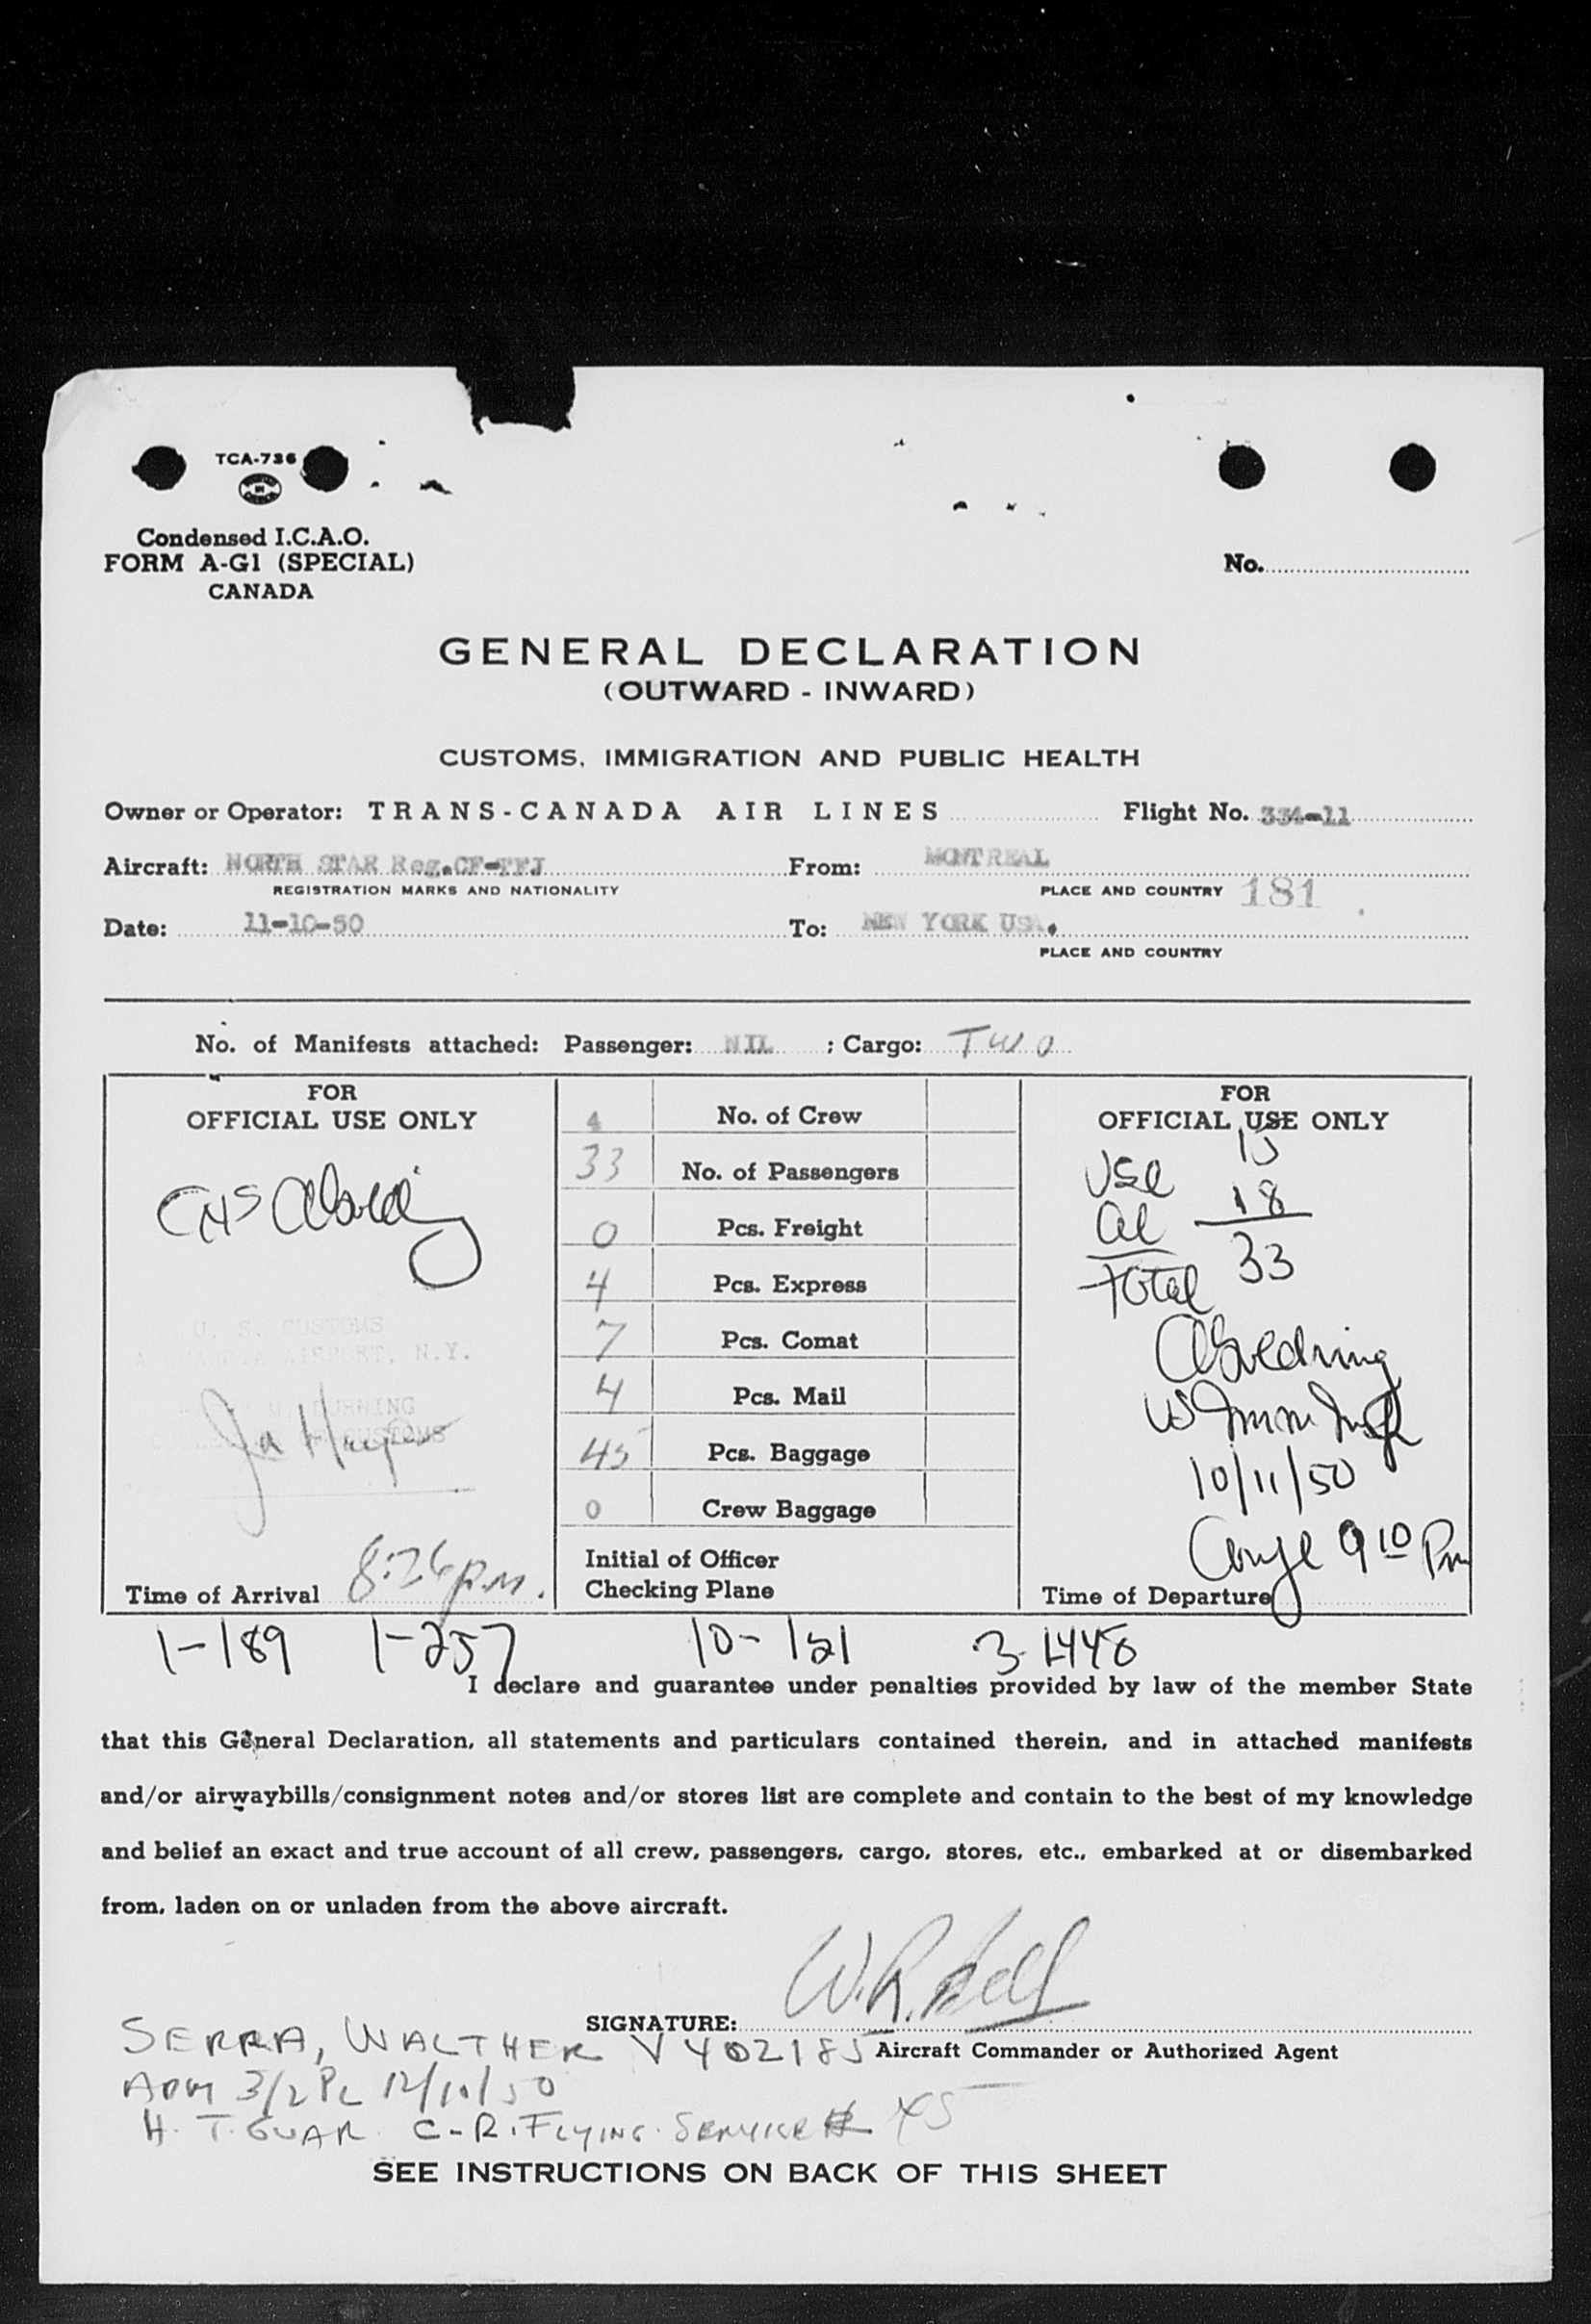 TCA-736
Condensed I.C.A.O.
FORM A-G1 (SPECIAL)
CANADA
No.
GENERAL DECLARATION
(OUTWARD - INWARD)
CUSTOMS, IMMIGRATION AND PUBLIC HEALTH
Owner or Operator: TRANS-CANADA AIR LINES Flight No. 334-11
Aircraft: NORTH STAR Reg.CF-TFJ From: MONTREAL
REGISTRATION MARKS AND NATIONALITY PLACE AND COUNTRY 181
Date: 11-10-50 To: NEW YORK USA.
PLACE AND COUNTRY
No. of Manifests attached: Passenger: NIL ; Cargo: TWO
FOR
OFFICIAL USE ONLY
U. S. CUSTOMS
AIRPORT, N.Y.
CUSTOMS
Time of Arrival 8:26 p.m.
4 No. of Crew
33 No. of Passengers
0 Pcs. Freight
4 Pcs. Express
7 Pcs. Comat
4 Pcs. Mail
45 Pcs. Baggage
0 Crew Baggage
Initial of Officer
Checking Plane
FOR
OFFICIAL USE ONLY
USC 15
al 18
total 33
US Imm Insp
10/11/50
9 10 Pm
Time of Departure
1-189 1-257 10-121 3-1448
I declare and guarantee under penalties provided by law of the member State
that this General Declaration, all statements and particulars contained therein, and in attached manifests
and/or airwaybills/consignment notes and/or stores list are complete and contain to the best of my knowledge
and belief an exact and true account of all crew, passengers, cargo, stores, etc., embarked at or disembarked
from, laden on or unladen from the above aircraft.
SIGNATURE: W.R. Bell
Aircraft Commander or Authorized Agent
SERRA, WALTHER V402185
ADM 3/2 PL 12/10/50
H. T. GUAR. C-R. FLYING SERVICE
SEE INSTRUCTIONS ON BACK OF THIS SHEET